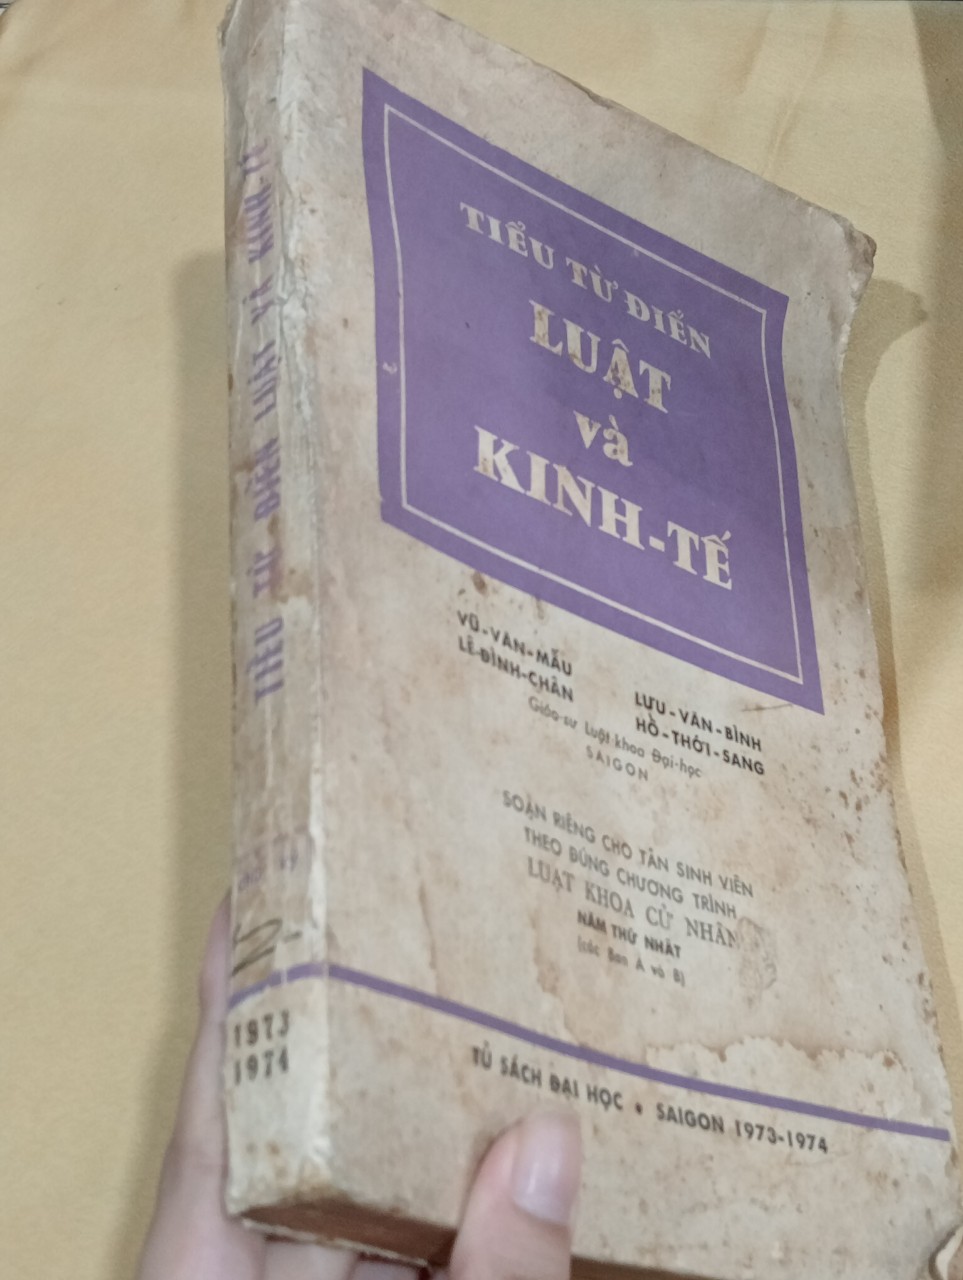 TIỂU TỪ ĐIỂN LUẬT VÀ KINH-TẾ
1973
1974
TIỂU TỪ ĐIỂN
LUẬT
và
KINH-TẾ
VŨ-VĂN-MẪU
LÊ-ĐÌNH-CHÂN
LƯU-VĂN-BÌNH
HỒ-THỚI-SANG
Giáo-sư Luật khoa Đại-học
SAIGON
SOẠN RIÊNG CHO TÂN SINH VIÊN
THEO ĐÚNG CHƯƠNG TRÌNH
LUẬT KHOA CỬ NHÂN
NĂM THỨ NHẤT
(các Ban A và B)
TỦ SÁCH ĐẠI HỌC • SAIGON 1973-1974